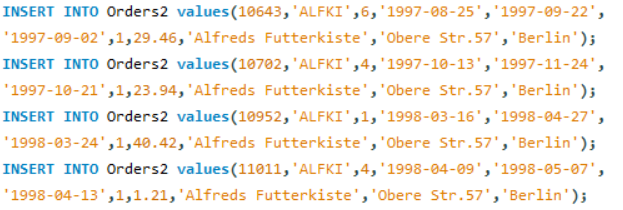 INSERT INTO Orders2 values(10643,'ALFKI',6,'1997-08-25','1997-09-22',
'1997-09-02',1,29.46,'Alfreds Futterkiste','Obere Str.57','Berlin');
INSERT INTO Orders2 values(10702,'ALFKI',4,'1997-10-13','1997-11-24',
'1997-10-21',1,23.94,'Alfreds Futterkiste','Obere Str.57','Berlin');
INSERT INTO Orders2 values(10952,'ALFKI',1,'1998-03-16','1998-04-27',
'1998-03-24',1,40.42,'Alfreds Futterkiste','Obere Str.57','Berlin');
INSERT INTO Orders2 values(11011,'ALFKI',4,'1998-04-09','1998-05-07',
'1998-04-13',1,1.21,'Alfreds Futterkiste','Obere Str.57','Berlin');